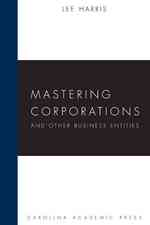 LEE HARRIS
MASTERING
CORPORATIONS
AND OTHER BUSINESS ENTITIES
CAROLINA ACADEMIC PRESS